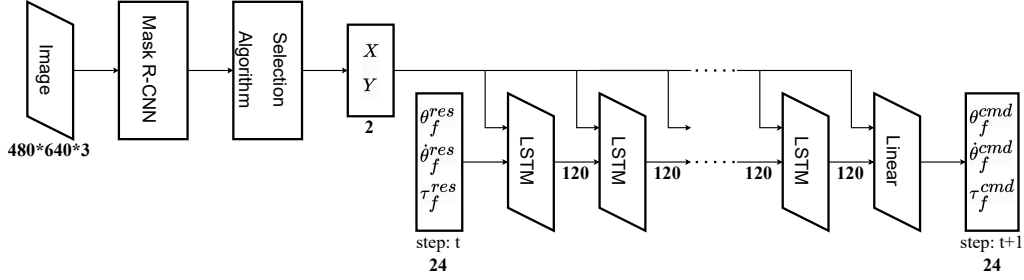 Image
480*640*3
Mask R-CNN
Selection
Algorithm
X
Y
2
θ_f^{res}
θ̇_f^{res}
τ_f^{res}
step: t
24
LSTM
120
LSTM
120
......
......
120
LSTM
120
Linear
θ_f^{cmd}
θ̇_f^{cmd}
τ_f^{cmd}
step: t+1
24